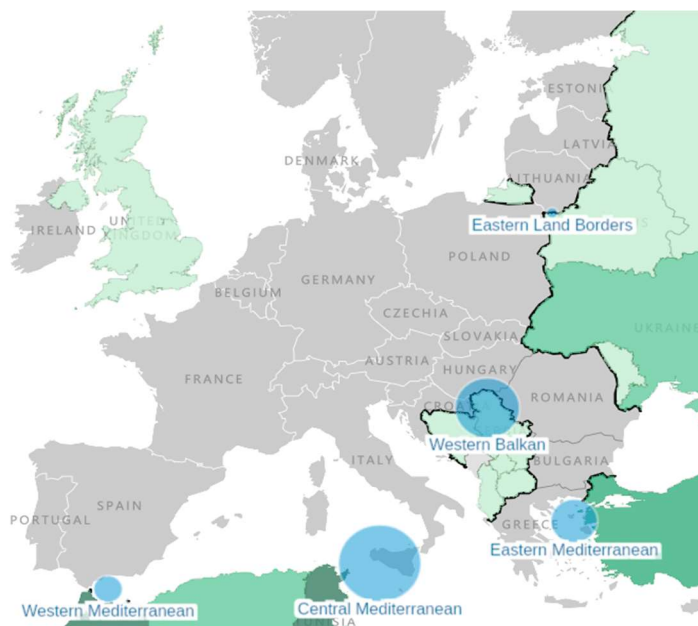 ESTONI
LATVIA
DENMARK
LITHUANIA
IRELAND
UNITED
KINGDOM
Eastern Land Borders
POLAND
GERMANY
BELGIUM
CZECHIA
UKRAINE
SLOVAKIA
AUSTRIA
HUNGARY
FRANCE
CROAT
ROMANIA
Western Balkan
ITALY
BULGARIA
SPAIN
PORTUGAL
GREECE
Eastern Mediterranean
Western Mediterranean
Central Mediterranean
TUNISIA